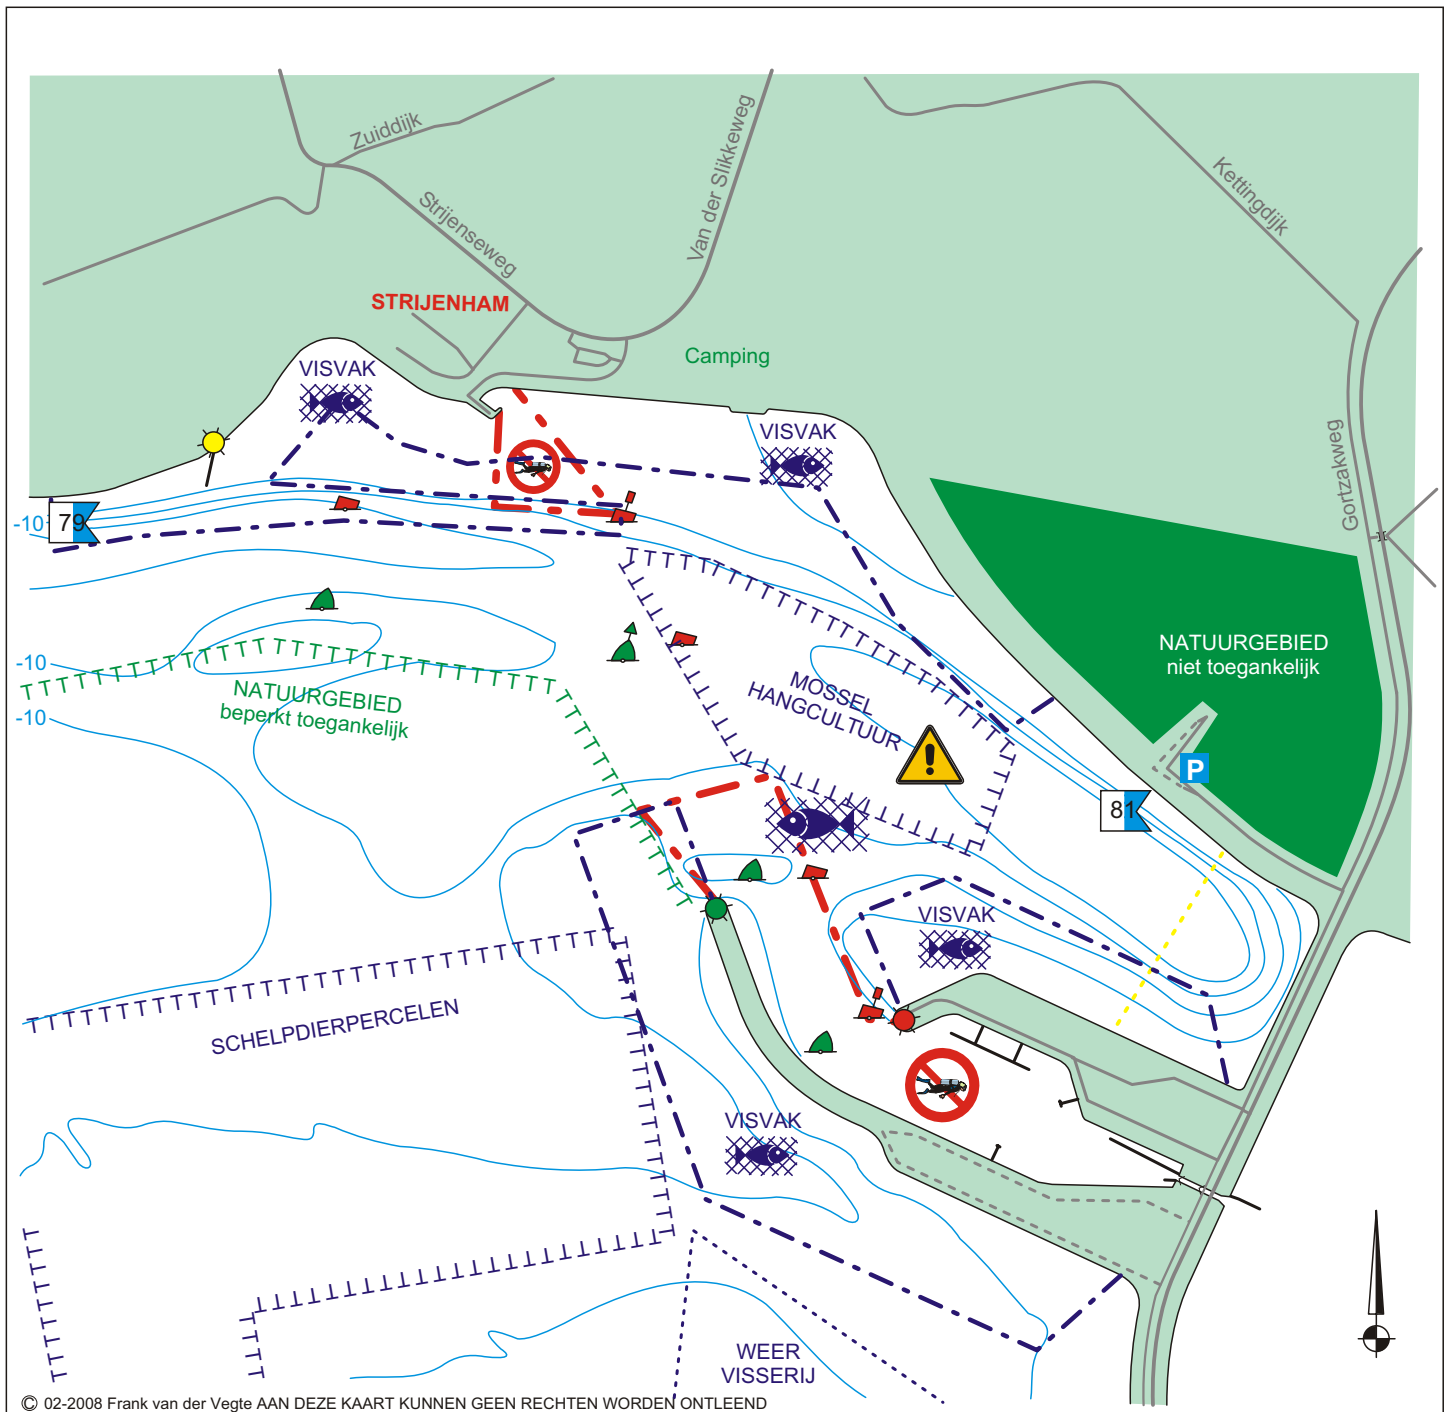 Zuiddijk
Van der Slikkeweg
Kettingdijk
Strijenseweg
STRIJENHAM
Camping
VISVAK
VISVAK
Gortzakweg
-10
79
NATUURGEBIED
niet toegankelijk
-10
NATUURGEBIED
beperkt toegankelijk
-10
MOSSEL
HANGCULTUUR
P
81
VISVAK
SCHELPDIERPERCELEN
VISVAK
WEER
VISSERIJ
© 02-2008 Frank van der Vegte AAN DEZE KAART KUNNEN GEEN RECHTEN WORDEN ONTLEEND